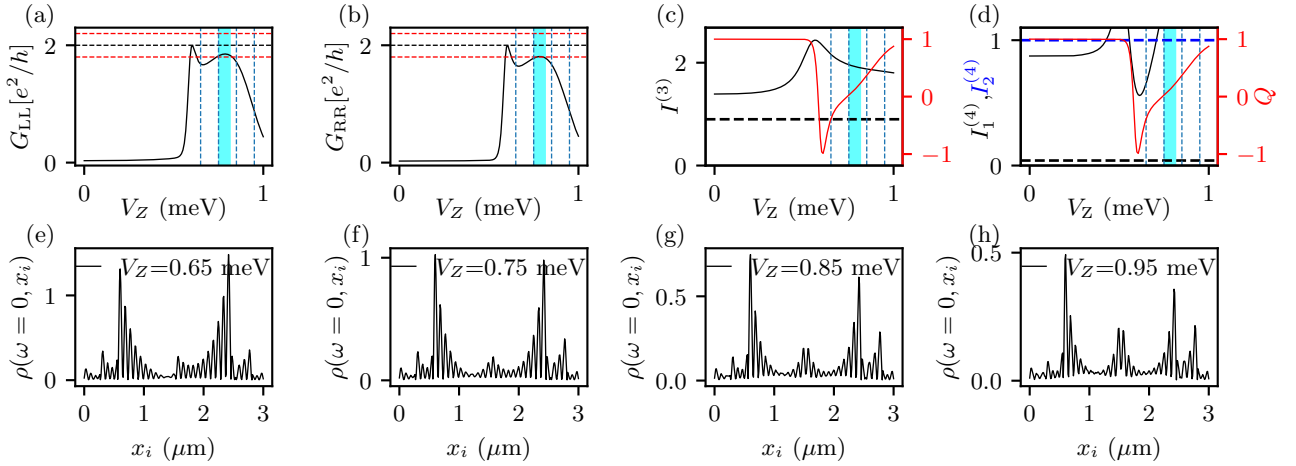 (a)
G_LL[e²/h]
2
0
0
1
V_Z (meV)
(b)
G_RR[e²/h]
2
0
0
1
V_Z (meV)
(c)
I^(3)
2
0
1
0
−1
0
1
V_Z (meV)
(d)
I_1^(4), I_2^(4)
1
0
1
0
−1
Q
0
1
V_Z (meV)
(e)
ρ(ω = 0, x_i)
V_Z=0.65 meV
1
0
0
1
2
3
x_i (μm)
(f)
ρ(ω = 0, x_i)
V_Z=0.75 meV
1
0
0
1
2
3
x_i (μm)
(g)
ρ(ω = 0, x_i)
V_Z=0.85 meV
0.5
0.0
0
1
2
3
x_i (μm)
(h)
ρ(ω = 0, x_i)
V_Z=0.95 meV
0.5
0.0
0
1
2
3
x_i (μm)